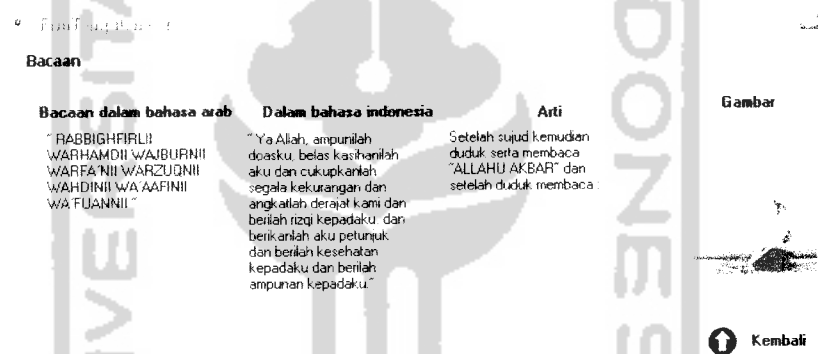 Bacaan
Bacaan dalam bahasa arab
Dalam bahasa indonesia
Arti
Gambar
" RABBIGHFIRLII
WARHAMDII WAJBURNII
WARFA'NII WARZUQNII
WAHDINII WA'AAFINII
WA'FUANNII "
" Ya Allah, ampunilah
doasku, belas kasihanilah
aku dan cukupkanlah
segala kekurangan dan
angkatlah derajat kami dan
berilah rizqi kepadaku, dan
berikanlah aku petunjuk
dan berilah kesehatan
kepadaku dan berilah
ampunan kepadaku."
Setelah sujud kemudian
duduk serta membaca
"ALLAHU AKBAR" dan
setelah duduk membaca :
Kembali